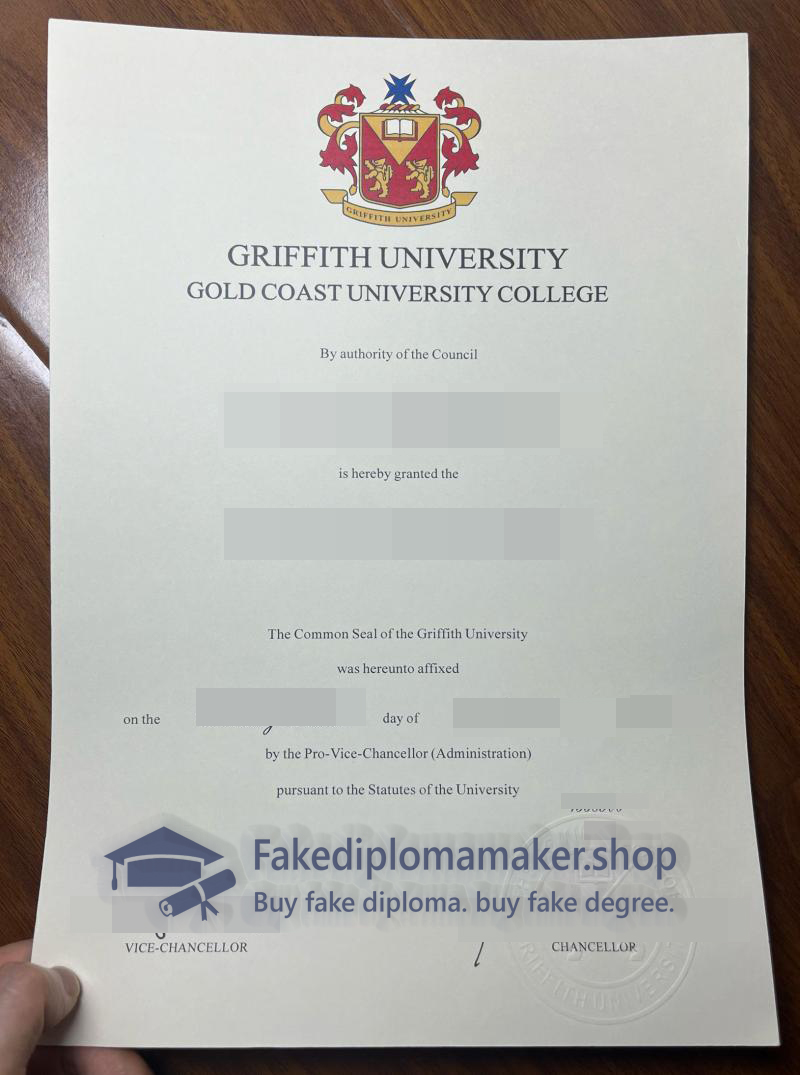 GRIFFITH UNIVERSITY
GRIFFITH UNIVERSITY
GOLD COAST UNIVERSITY COLLEGE
By authority of the Council
is hereby granted the
The Common Seal of the Griffith University
was hereunto affixed
on the day of
by the Pro-Vice-Chancellor (Administration)
pursuant to the Statutes of the University
Fakediplomamaker.shop
Buy fake diploma. buy fake degree.
VICE-CHANCELLOR CHANCELLOR
GRIFFITH UNIVERSITY